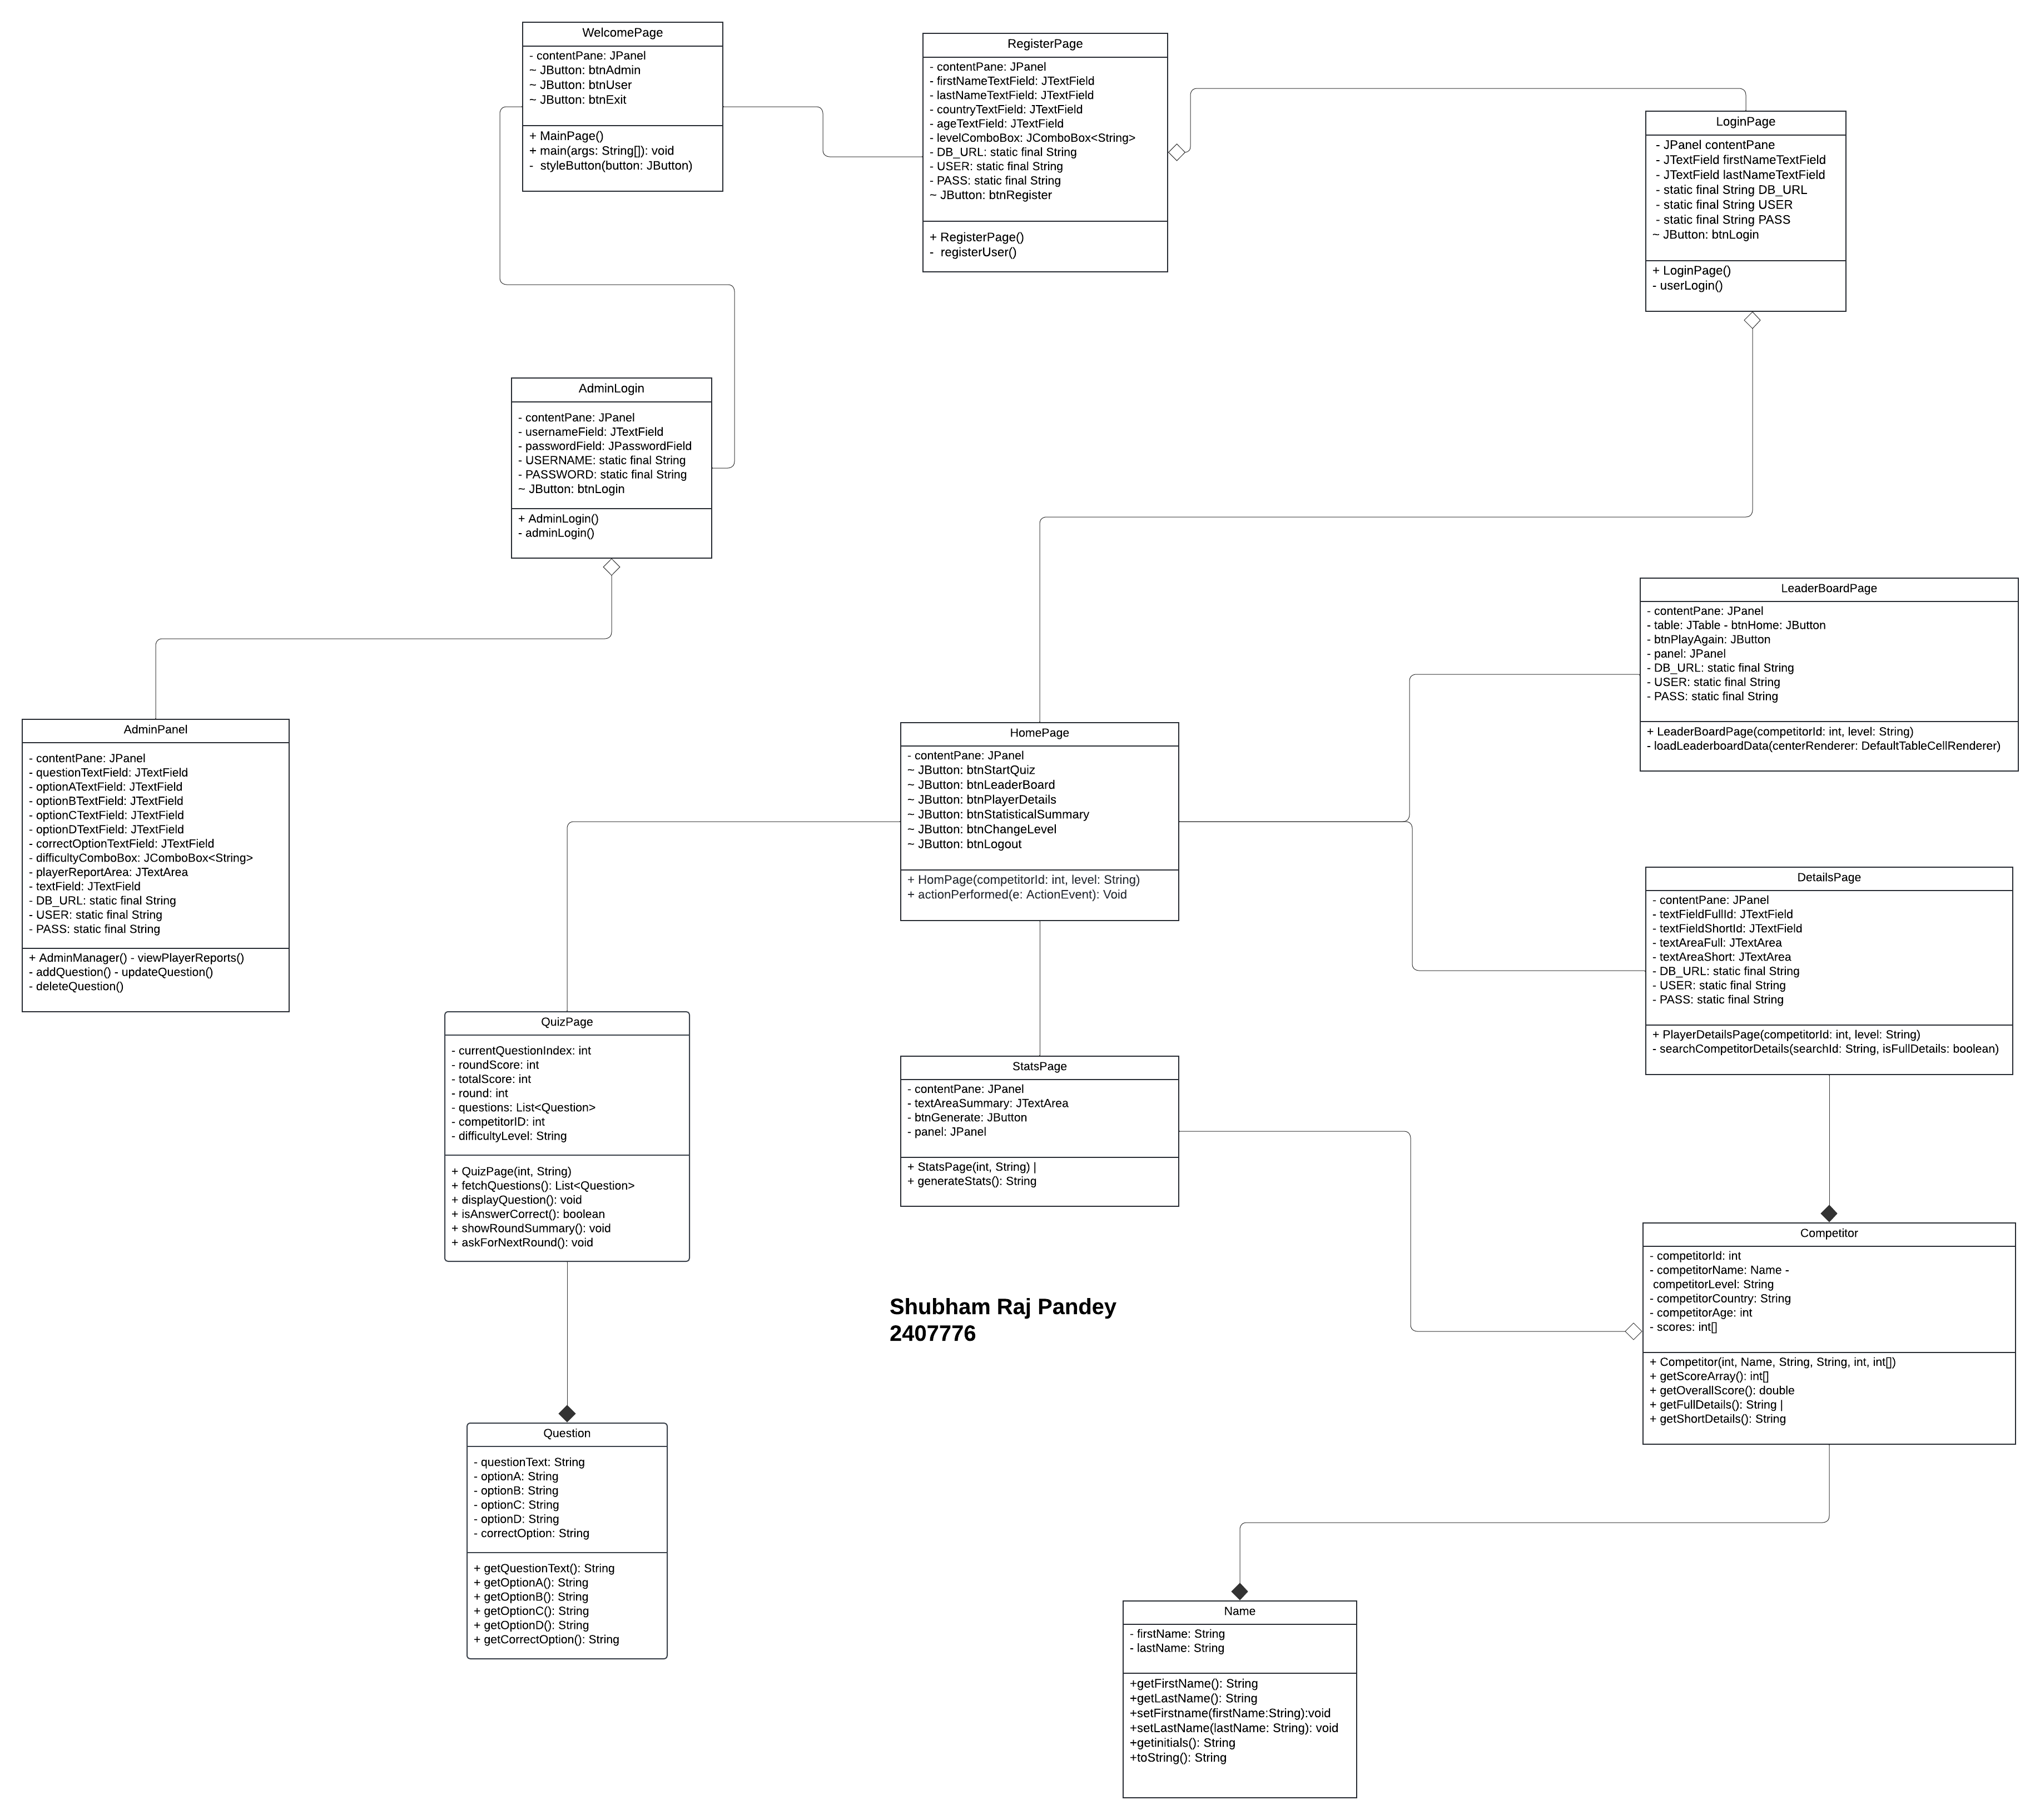 WelcomePage
- contentPane: JPanel
~ JButton: btnAdmin
~ JButton: btnUser
~ JButton: btnExit
+ MainPage()
+ main(args: String[]): void
-  styleButton(button: JButton)
RegisterPage
- contentPane: JPanel
- firstNameTextField: JTextField
- lastNameTextField: JTextField
- countryTextField: JTextField
- ageTextField: JTextField
- levelComboBox: JComboBox<String>
- DB_URL: static final String
- USER: static final String
- PASS: static final String
~ JButton: btnRegister
+ RegisterPage()
-  registerUser()
LoginPage
- JPanel contentPane
- JTextField firstNameTextField
- JTextField lastNameTextField
- static final String DB_URL
- static final String USER
- static final String PASS
~ JButton: btnLogin
+ LoginPage()
- userLogin()
AdminLogin
- contentPane: JPanel
- usernameField: JTextField
- passwordField: JPasswordField
- USERNAME: static final String
- PASSWORD: static final String
~ JButton: btnLogin
+ AdminLogin()
- adminLogin()
LeaderBoardPage
- contentPane: JPanel
- table: JTable - btnHome: JButton
- btnPlayAgain: JButton
- panel: JPanel
- DB_URL: static final String
- USER: static final String
- PASS: static final String
+ LeaderBoardPage(competitorId: int, level: String)
- loadLeaderboardData(centerRenderer: DefaultTableCellRenderer)
AdminPanel
- contentPane: JPanel
- questionTextField: JTextField
- optionATextField: JTextField
- optionBTextField: JTextField
- optionCTextField: JTextField
- optionDTextField: JTextField
- correctOptionTextField: JTextField
- difficultyComboBox: JComboBox<String>
- playerReportArea: JTextArea
- textField: JTextField
- DB_URL: static final String
- USER: static final String
- PASS: static final String
+ AdminManager() - viewPlayerReports()
- addQuestion() - updateQuestion()
- deleteQuestion()
HomePage
- contentPane: JPanel
~ JButton: btnStartQuiz
~ JButton: btnLeaderBoard
~ JButton: btnPlayerDetails
~ JButton: btnStatisticalSummary
~ JButton: btnChangeLevel
~ JButton: btnLogout
+ HomPage(competitorId: int, level: String)
+ actionPerformed(e: ActionEvent): Void
DetailsPage
- contentPane: JPanel
- textFieldFullId: JTextField
- textFieldShortId: JTextField
- textAreaFull: JTextArea
- textAreaShort: JTextArea
- DB_URL: static final String
- USER: static final String
- PASS: static final String
+ PlayerDetailsPage(competitorId: int, level: String)
- searchCompetitorDetails(searchId: String, isFullDetails: boolean)
QuizPage
- currentQuestionIndex: int
- roundScore: int
- totalScore: int
- round: int
- questions: List<Question>
- competitorID: int
- difficultyLevel: String
+ QuizPage(int, String)
+ fetchQuestions(): List<Question>
+ displayQuestion(): void
+ isAnswerCorrect(): boolean
+ showRoundSummary(): void
+ askForNextRound(): void
StatsPage
- contentPane: JPanel
- textAreaSummary: JTextArea
- btnGenerate: JButton
- panel: JPanel
+ StatsPage(int, String) |
+ generateStats(): String
Shubham Raj Pandey
2407776
Competitor
- competitorId: int
- competitorName: Name -
competitorLevel: String
- competitorCountry: String
- competitorAge: int
- scores: int[]
+ Competitor(int, Name, String, String, int, int[])
+ getScoreArray(): int[]
+ getOverallScore(): double
+ getFullDetails(): String |
+ getShortDetails(): String
Question
- questionText: String
- optionA: String
- optionB: String
- optionC: String
- optionD: String
- correctOption: String
+ getQuestionText(): String
+ getOptionA(): String
+ getOptionB(): String
+ getOptionC(): String
+ getOptionD(): String
+ getCorrectOption(): String
Name
- firstName: String
- lastName: String
+getFirstName(): String
+getLastName(): String
+setFirstname(firstName:String):void
+setLastName(lastName: String): void
+getinitials(): String
+toString(): String